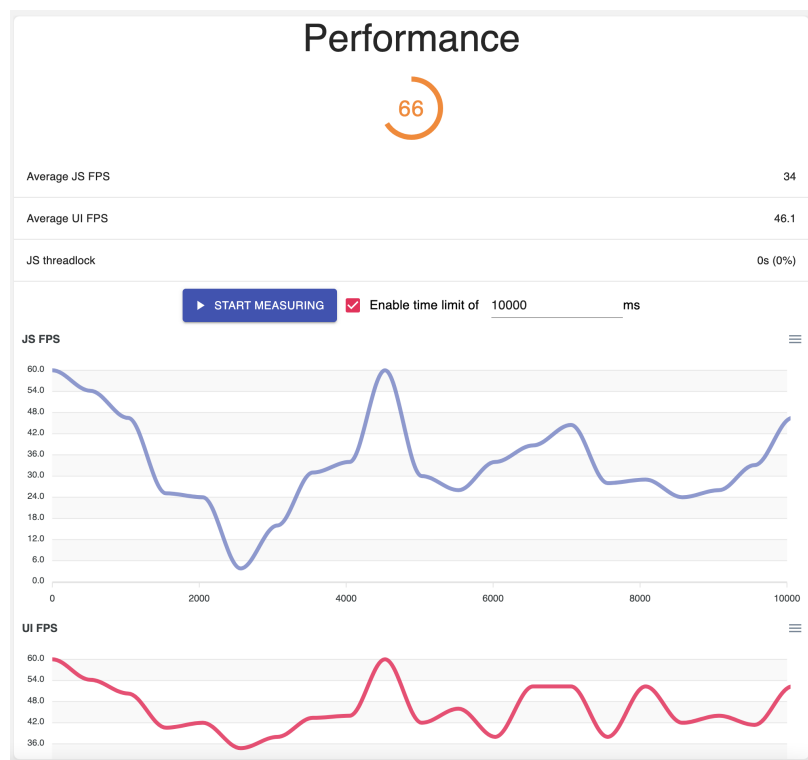 Performance
66
Average JS FPS 34
Average UI FPS 46.1
JS threadlock 0s (0%)
START MEASURING Enable time limit of 10000 ms
JS FPS
60.0
54.0
48.0
42.0
36.0
30.0
24.0
18.0
12.0
6.0
0.0
0 2000 4000 6000 8000 10000
UI FPS
60.0
54.0
48.0
42.0
36.0